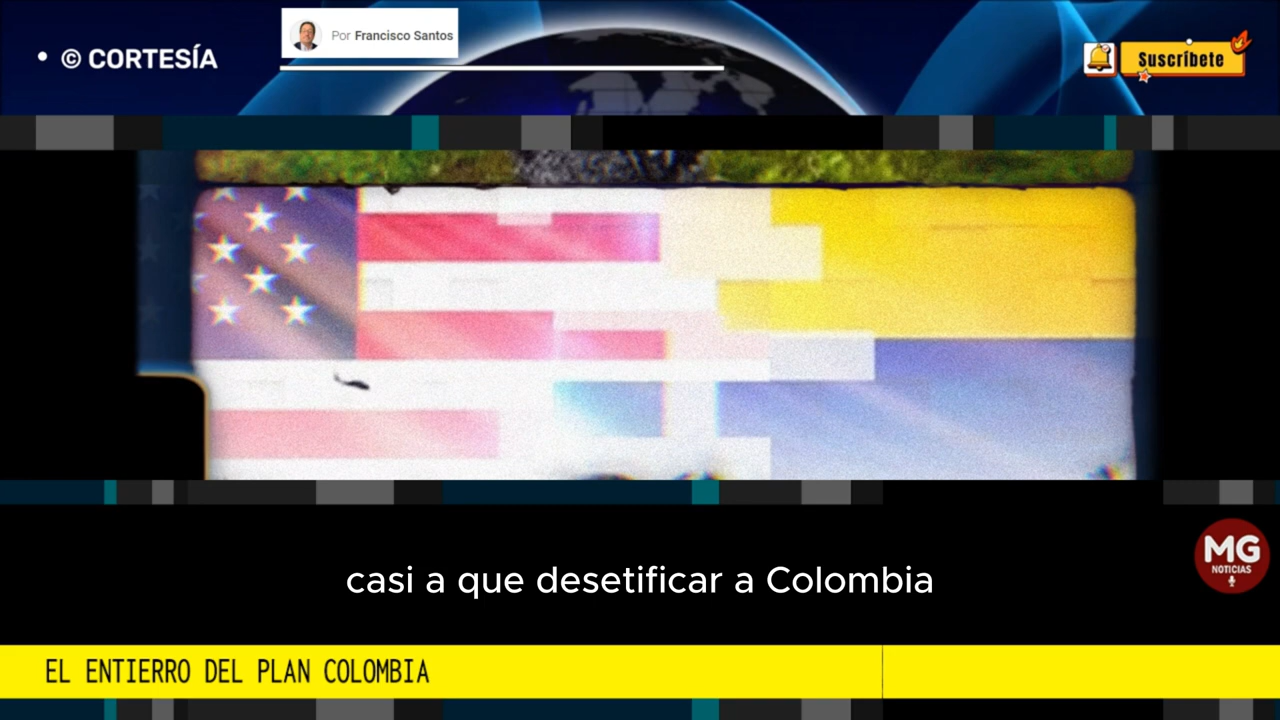 • © CORTESÍA
Por Francisco Santos
Suscríbete
casi a que desetificar a Colombia
MG
NOTICIAS
EL ENTIERRO DEL PLAN COLOMBIA